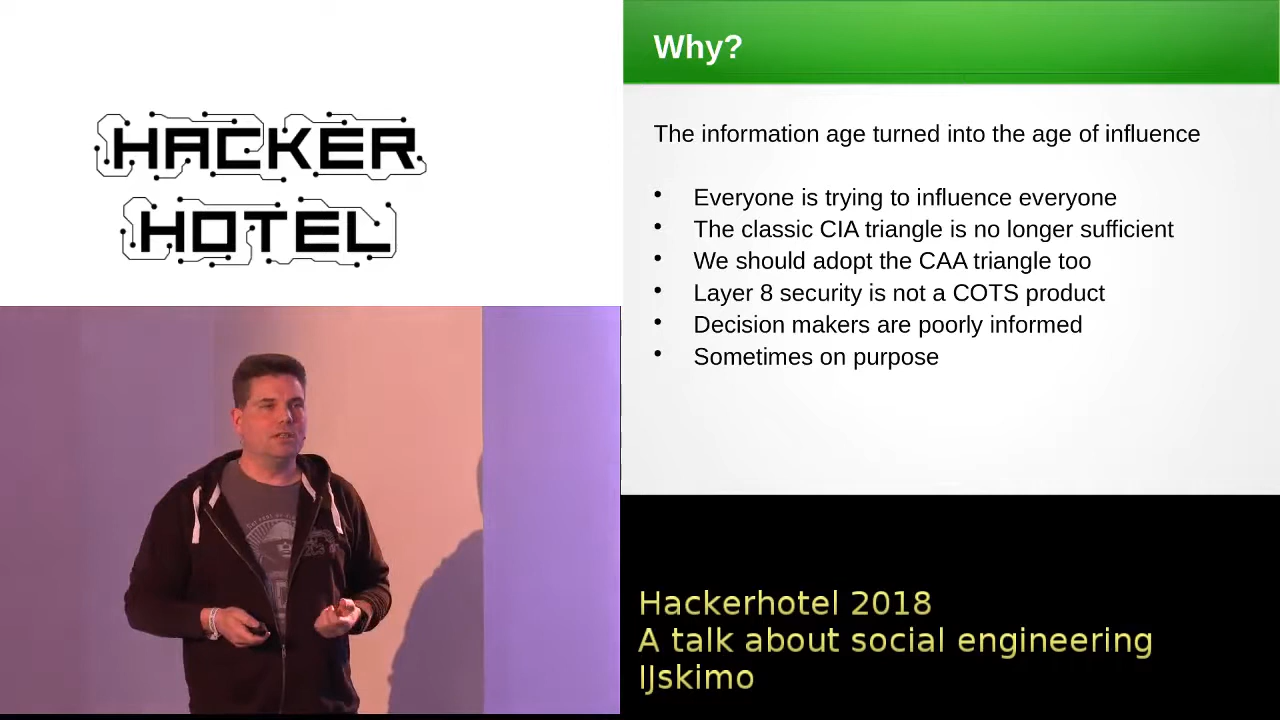 HACKER
HOTEL
Why?
The information age turned into the age of influence
• Everyone is trying to influence everyone
• The classic CIA triangle is no longer sufficient
• We should adopt the CAA triangle too
• Layer 8 security is not a COTS product
• Decision makers are poorly informed
• Sometimes on purpose
Hackerhotel 2018
A talk about social engineering
IJskimo